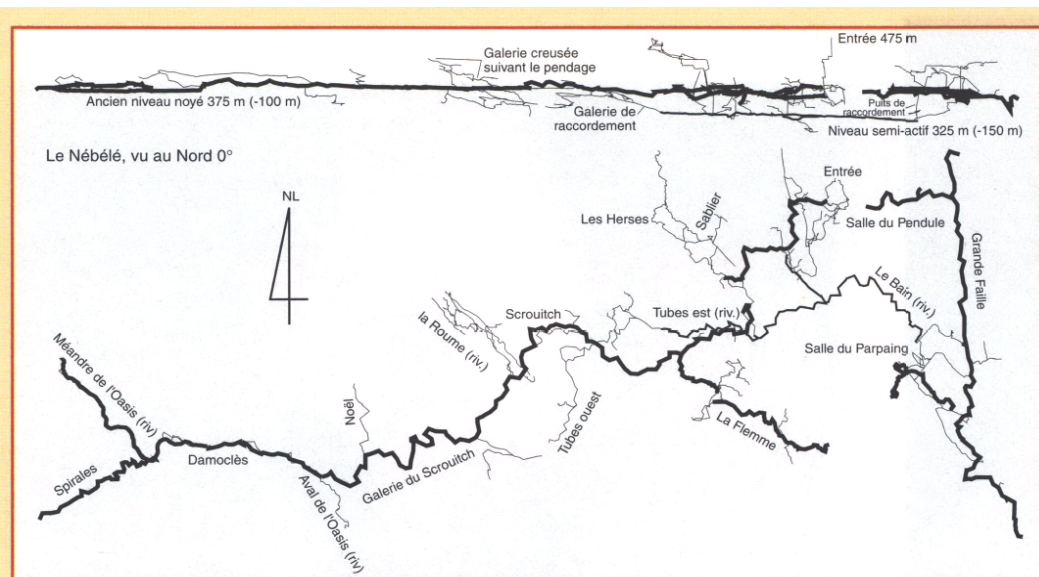 Entrée 475 m
Galerie creusée
suivant le pendage
Ancien niveau noyé 375 m (-100 m)
Galerie de
raccordement
Puits de
raccordement
Niveau semi-actif 325 m (-150 m)
Le Nébélé, vu au Nord 0°
NL
Entrée
Les Herses
Sablier
Salle du Pendule
Grande Faille
Le Bain (riv.)
Scrouitch
Tubes est (riv.)
la Roume (riv.)
Salle du Parpaing
Méandre de l'Oasis (riv)
Noël
Tubes ouest
La Flemme
Damoclès
Galerie du Scrouitch
Spirales
Aval de l'Oasis (riv)